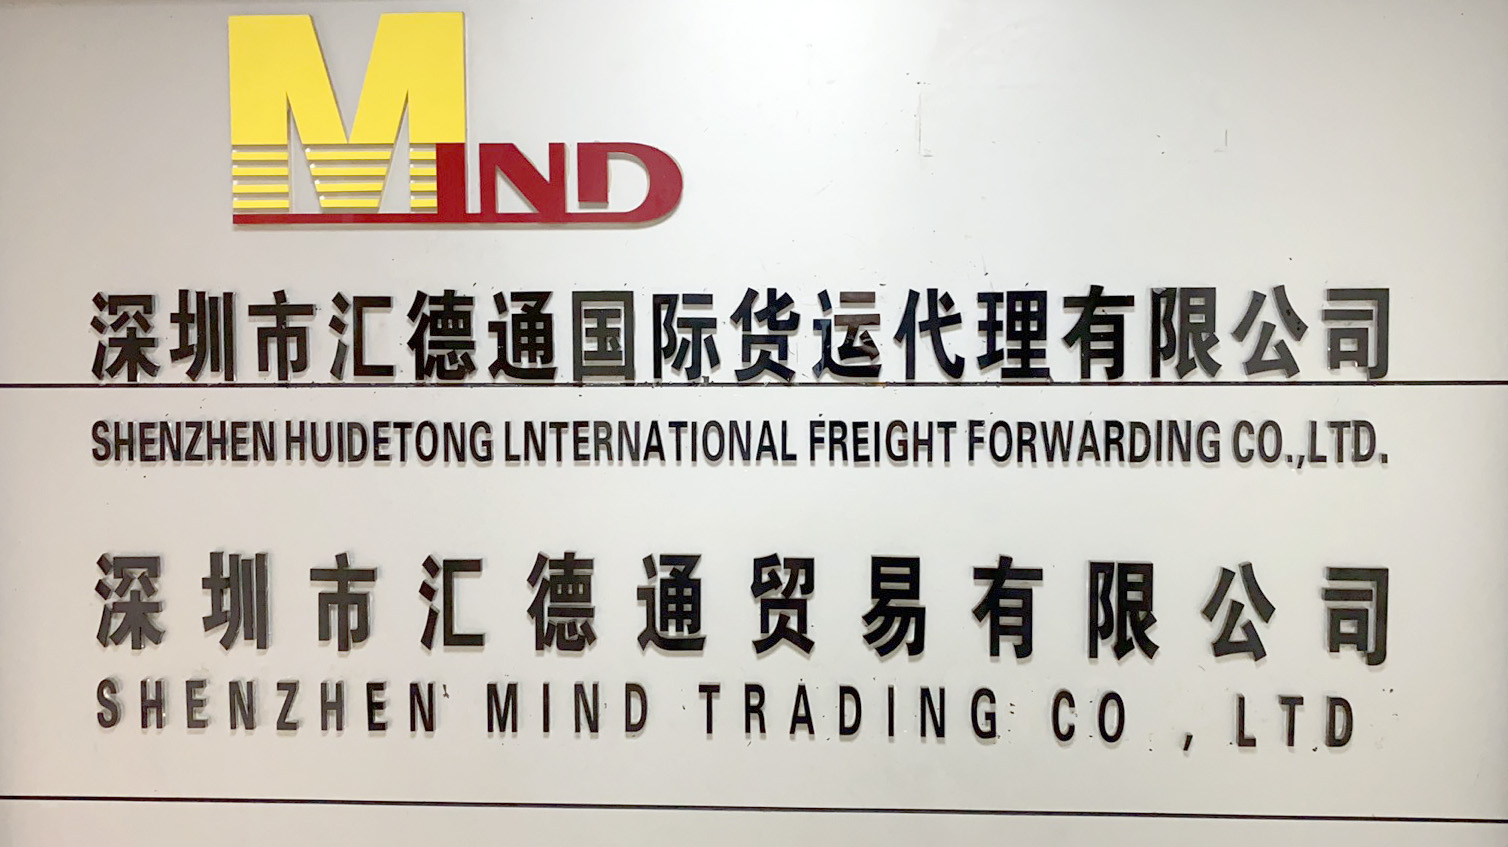 MIND
深圳市汇德通国际货运代理有限公司
SHENZHEN HUIDETONG LNTERNATIONAL FREIGHT FORWARDING CO.,LTD.
深圳市汇德通贸易有限公司
SHENZHEN MIND TRADING CO , LTD